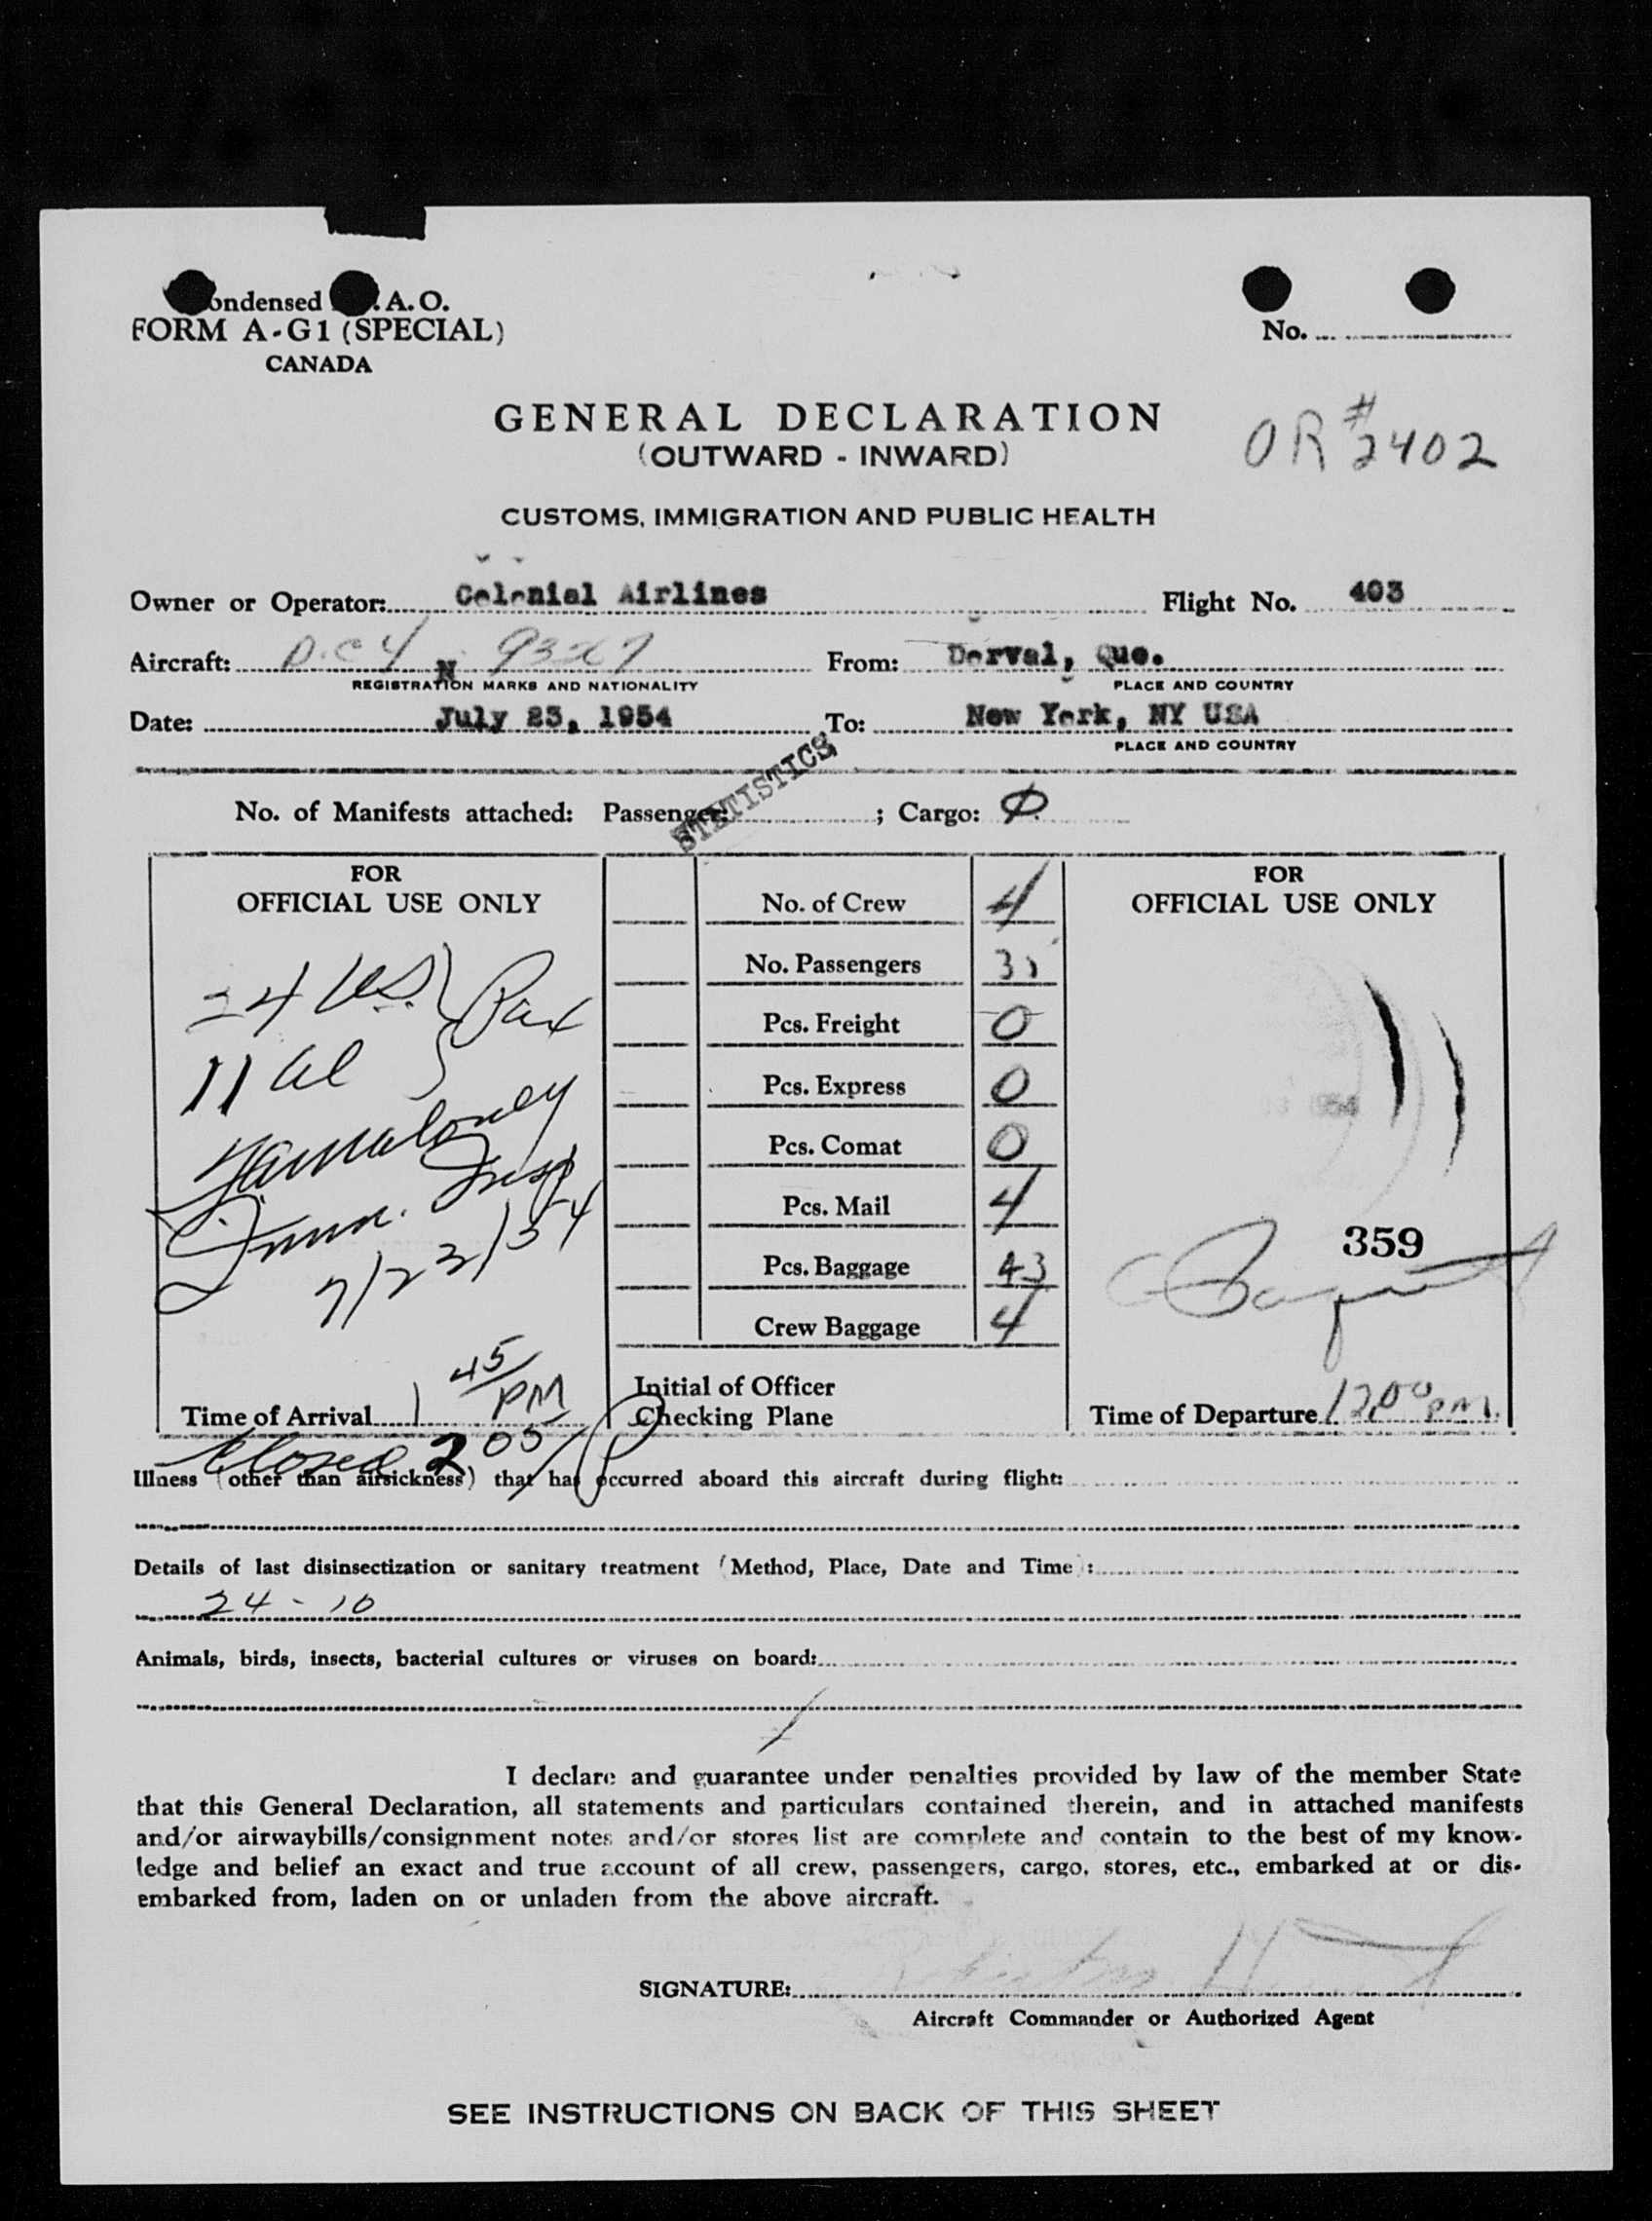 ondensed .A.O.
FORM A-G1 (SPECIAL)
CANADA
No.
GENERAL DECLARATION
(OUTWARD - INWARD)
OR # 2402
CUSTOMS, IMMIGRATION AND PUBLIC HEALTH
Owner or Operator: Colonial Airlines Flight No. 403
Aircraft: D.C 4 N From: Dorval, Que.
REGISTRATION MARKS AND NATIONALITY PLACE AND COUNTRY
Date: July 23, 1954 To: New York, NY USA
PLACE AND COUNTRY
STATISTICS
No. of Manifests attached: Passenger: ; Cargo: Ø
FOR
OFFICIAL USE ONLY
24 US Pax
11 Al
Imm. Insp
7/23/54
Time of Arrival 1 45 PM
Closed 2 05
No. of Crew 4
No. Passengers 35
Pcs. Freight 0
Pcs. Express 0
Pcs. Comat 0
Pcs. Mail 4
Pcs. Baggage 43
Crew Baggage 4
Initial of Officer
Checking Plane
FOR
OFFICIAL USE ONLY
359
Time of Departure 12.00 pm.
Illness (other than airsickness) that has occurred aboard this aircraft during flight:
Details of last disinsectization or sanitary treatment (Method, Place, Date and Time):
24 - 10
Animals, birds, insects, bacterial cultures or viruses on board:
I declare and guarantee under penalties provided by law of the member State
that this General Declaration, all statements and particulars contained therein, and in attached manifests
and/or airwaybills/consignment notes and/or stores list are complete and contain to the best of my know-
ledge and belief an exact and true account of all crew, passengers, cargo, stores, etc., embarked at or dis-
embarked from, laden on or unladen from the above aircraft.
SIGNATURE:
Aircraft Commander or Authorized Agent
SEE INSTRUCTIONS ON BACK OF THIS SHEET